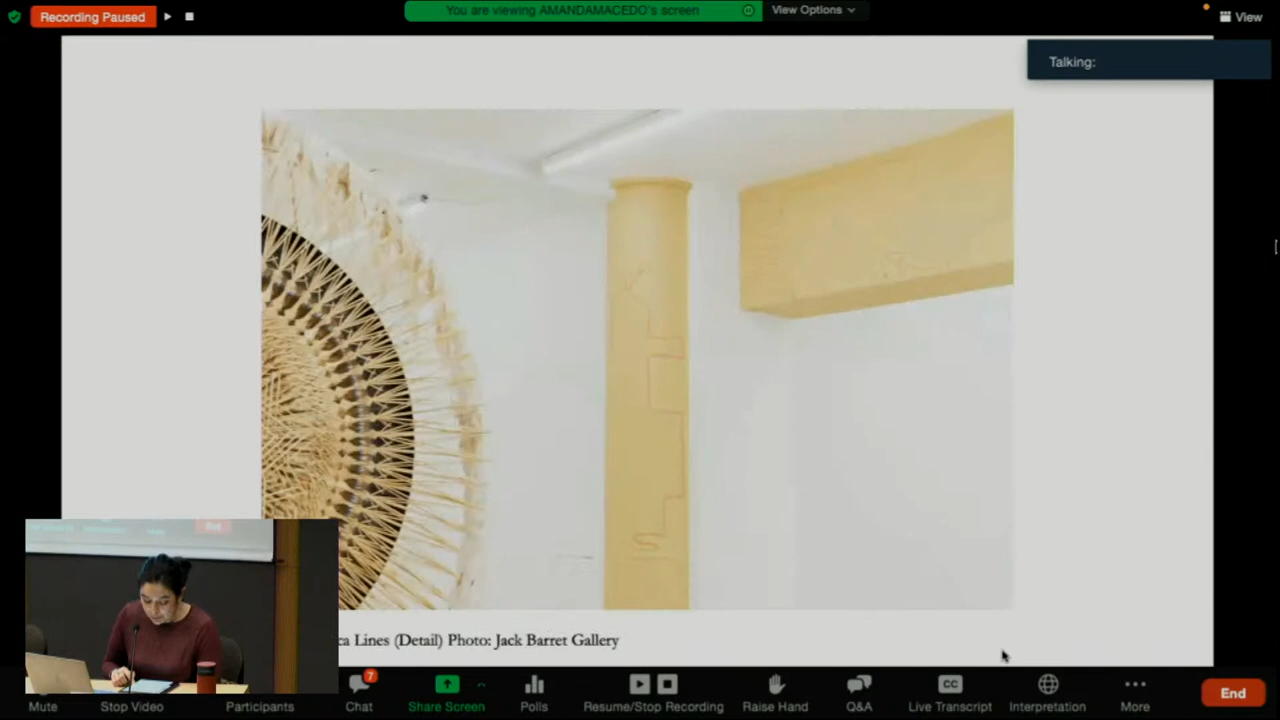 Recording Paused
You are viewing AMANDAMACEDO's screen
View Options
View
Talking:
ca Lines (Detail) Photo: Jack Barret Gallery
7
Mute
Stop Video
Participants
Chat
Share Screen
Polls
Resume/Stop Recording
Raise Hand
Q&A
CC
Live Transcript
Interpretation
More
End